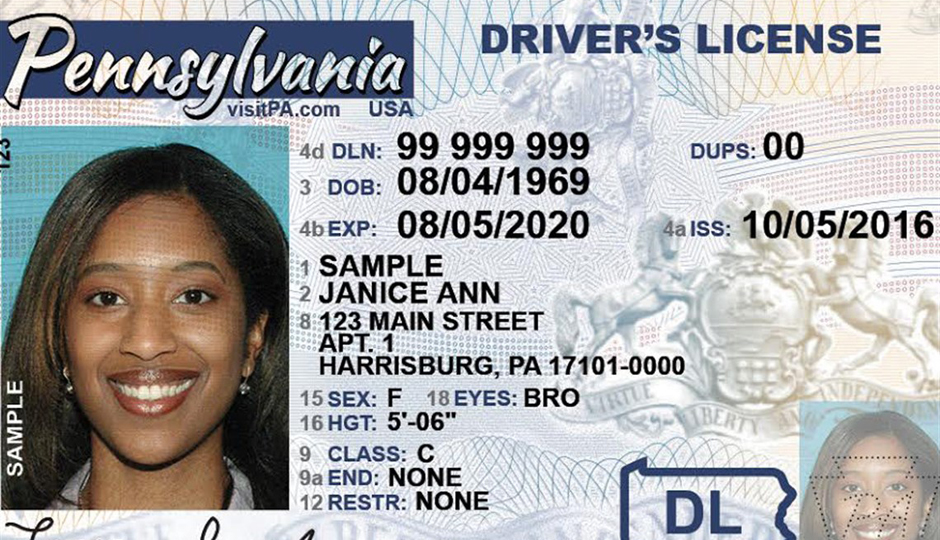 Pennsylvania
visitPA.com USA
DRIVER'S LICENSE
123
4d DLN: 99 999 999 DUPS: 00
3 DOB: 08/04/1969
4b EXP: 08/05/2020 4a ISS: 10/05/2016
1 SAMPLE
2 JANICE ANN
8 123 MAIN STREET
APT. 1
HARRISBURG, PA 17101-0000
15 SEX: F 18 EYES: BRO
16 HGT: 5'-06"
9 CLASS: C
9a END: NONE
12 RESTR: NONE
SAMPLE
VIRTUE LIBERTY AND INDEPENDENCE
DL